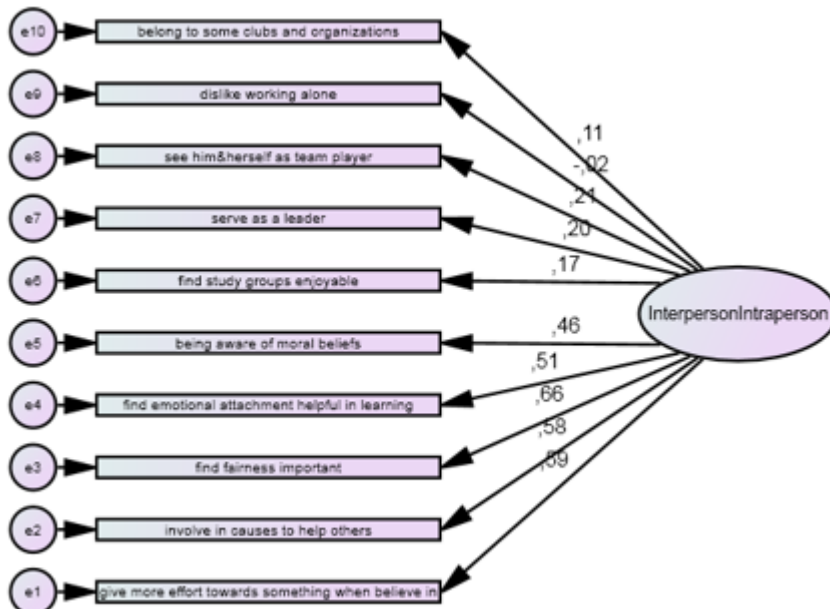 e10 belong to some clubs and organizations
,11
e9 dislike working alone
-,02
e8 see him&herself as team player
,21
e7 serve as a leader
,20
e6 find study groups enjoyable
,17
InterpersonIntraperson
e5 being aware of moral beliefs
,46
e4 find emotional attachment helpful in learning
,51
e3 find fairness important
,66
e2 involve in causes to help others
,58
e1 give more effort towards something when believe in
,59